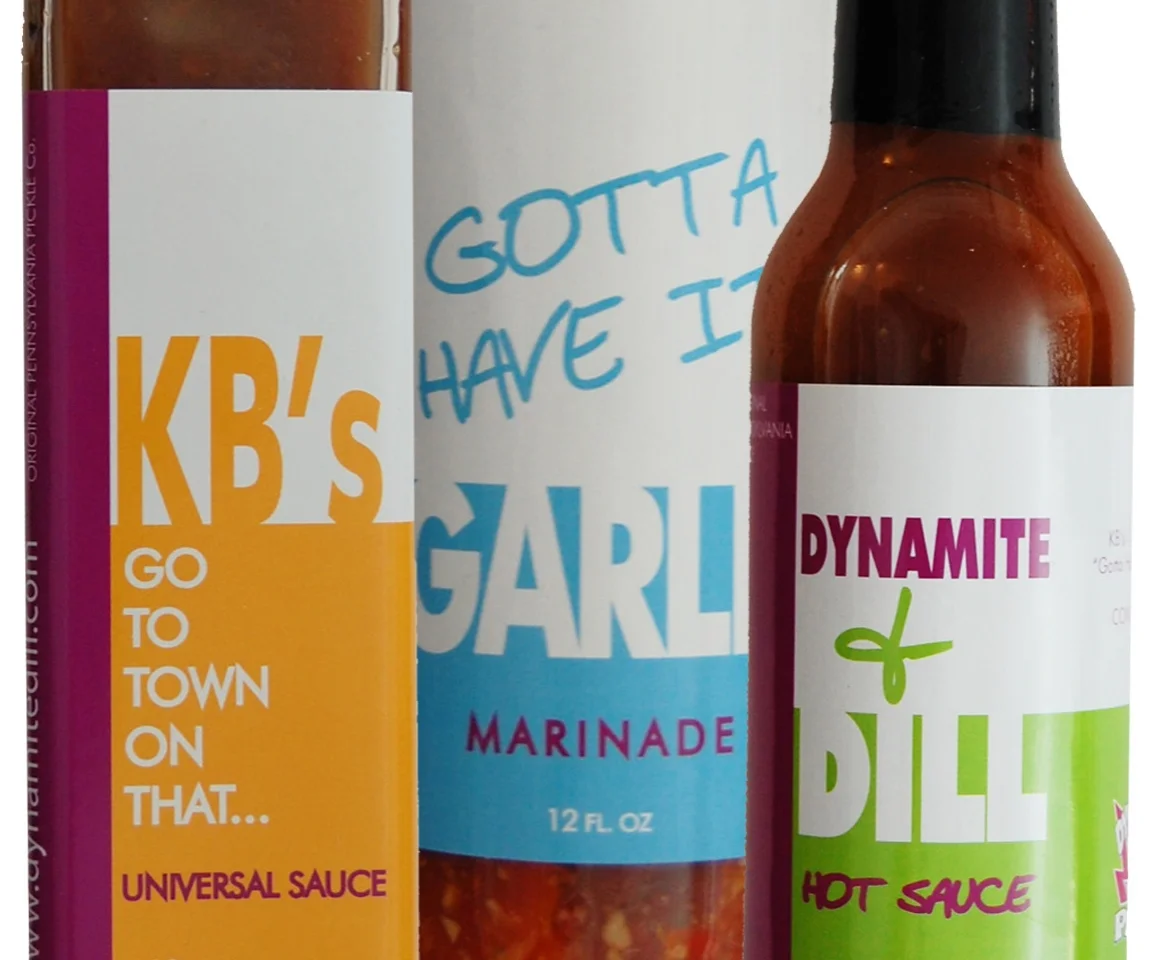 ORIGINAL PENNSYLVANIA PICKLE Co.
www.dynamitedill.com
KB's
GO
TO
TOWN
ON
THAT...
UNIVERSAL SAUCE
GOTTA
HAVE IT
GARLI
MARINADE
12 FL. OZ
DYNAMITE
&
DILL
HOT SAUCE